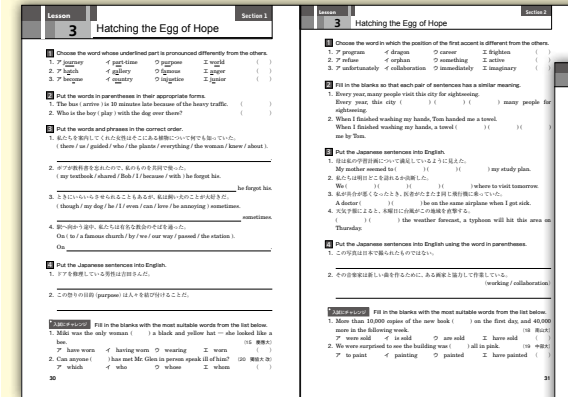 Lesson 3
Hatching the Egg of Hope
Section 1
1 Choose the word whose underlined part is pronounced differently from the others.
1. ア journey イ part-time ウ purpose エ world ( )
2. ア hatch イ gallery ウ famous エ anger ( )
3. ア become イ country ウ injustice エ junior ( )
2 Put the words in parentheses in their appropriate forms.
1. The bus ( arrive ) is 10 minutes late because of the heavy traffic. ( )
2. Who is the boy ( play ) with the dog over there? ( )
3 Put the words and phrases in the correct order.
1. 私たちを案内してくれた女性はそこにある植物について何でも知っていた。
( there / us / guided / who / the plants / everything / the woman / knew / about ).
2. ボブが教科書を忘れたので、私のものを共同で使った。
( my textbook / shared / Bob / I / because / with ) he forgot his.
he forgot his.
3. ときにいらいらさせられることもあるが、私は飼い犬のことが大好きだ。
( though / my dog / he / I / even / can / love / be annoying ) sometimes.
sometimes.
4. 駅へ向かう途中、私たちは有名な教会のそばを通った。
On ( to / a famous church / by / we / our way / passed / the station ).
On
4 Put the Japanese sentences into English.
1. ドアを修理している男性は吉田さんだ。
2. この祭りの目的 (purpose) は人々を結び付けることだ。
入試にチャレンジ Fill in the blanks with the most suitable words from the list below.
1. Miki was the only woman ( ) a black and yellow hat — she looked like a
bee.
ア have worn イ having worn ウ wearing エ worn ( )
2. Can anyone ( ) has met Mr. Glen in person speak ill of him?
ア which イ who ウ whose エ whom ( )
30
Lesson 3
Hatching the Egg of Hope
Section 2
1 Choose the word in which the position of the first accent is different from the others.
1. ア program イ dragon ウ career エ frighten ( )
2. ア refuse イ orphan ウ something エ active ( )
3. ア unfortunately イ collaboration ウ immediately エ imaginary ( )
2 Fill in the blanks so that each pair of sentences has a similar meaning.
1. Every year, many people visit this city for sightseeing.
Every year, this city ( ) ( ) ( ) many people for
sightseeing.
2. When I finished washing my hands, Tom handed me a towel.
When I finished washing my hands, a towel ( ) ( ) ( )
me by Tom.
3 Put the Japanese sentences into English.
1. 母は私の学習計画について満足しているように見えた。
My mother seemed to ( ) ( ) ( ) my study plan.
2. 私たちは明日どこを訪れるか決断した。
We ( ) ( ) ( ) ( ) where to visit tomorrow.
3. 私が具合が悪くなったとき、医者がたまたま同じ飛行機に乗っていた。
A doctor ( ) ( ) be on the same airplane when I got sick.
4. 天気予報によると、木曜日に台風がこの地域を直撃する。
( ) ( ) the weather forecast, a typhoon will hit this area on
Thursday.
4 Put the Japanese sentences into English using the word in parentheses.
1. この写真は日本で撮られたものではない。
2. その音楽家は新しい曲を作るために、ある画家と協力して作業している。
(working / collaboration)
入試にチャレンジ Fill in the blanks with the most suitable words from the list below.
1. More than 10,000 copies of the new book ( ) on the first day, and 40,000
more in the following week.
ア were sold イ is sold ウ are sold エ have sold ( )
2. We were surprised to see the building was ( ) all in pink.
ア to paint イ painting ウ painted エ have painted ( )
31